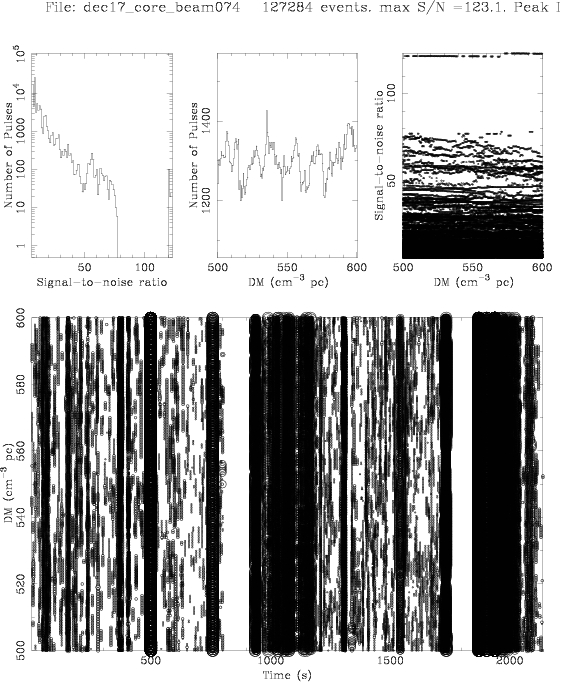 File: dec17_core_beam074 127284 events. max S/N =123.1. Peak I
Number of Pulses
1 10 100 1000 10⁴ 10⁵
50 100
Signal-to-noise ratio
Number of Pulses
1200 1400
500 550 600
DM (cm⁻³ pc)
Signal-to-noise ratio
50 100
500 550 600
DM (cm⁻³ pc)
DM (cm⁻³ pc)
500 520 540 560 580 600
500 1000 1500 2000
Time (s)